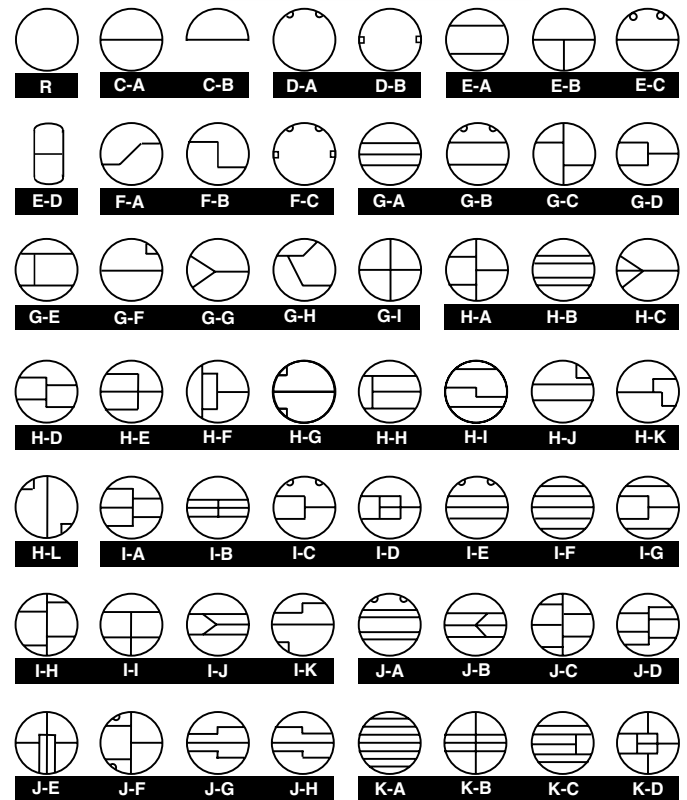 R C-A C-B D-A D-B E-A E-B E-C
E-D F-A F-B F-C G-A G-B G-C G-D
G-E G-F G-G G-H G-I H-A H-B H-C
H-D H-E H-F H-G H-H H-I H-J H-K
H-L I-A I-B I-C I-D I-E I-F I-G
I-H I-I I-J I-K J-A J-B J-C J-D
J-E J-F J-G J-H K-A K-B K-C K-D